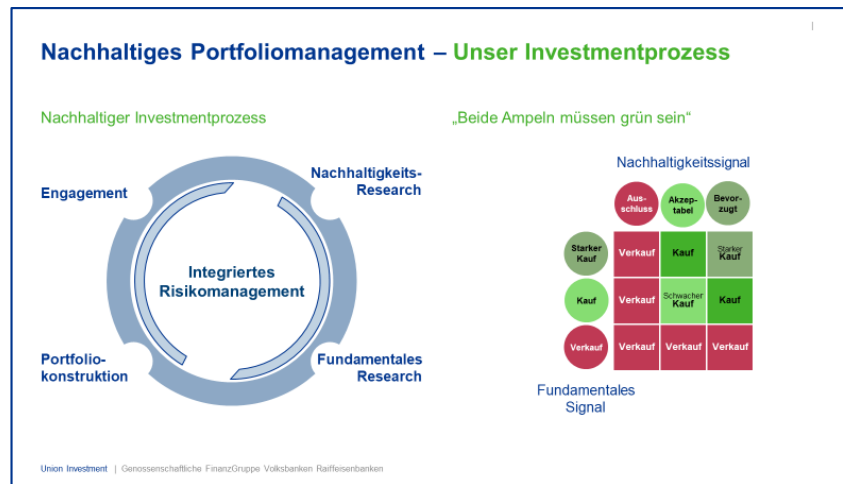 Nachhaltiges Portfoliomanagement – Unser Investmentprozess
Nachhaltiger Investmentprozess
„Beide Ampeln müssen grün sein“
Engagement
Nachhaltigkeits-
Research
Integriertes
Risikomanagement
Portfolio-
konstruktion
Fundamentales
Research
Nachhaltigkeitssignal
Aus-
schluss
Akzep-
tabel
Bevor-
zugt
Starker
Kauf
Verkauf
Kauf
Starker
Kauf
Kauf
Verkauf
Schwacher
Kauf
Kauf
Verkauf
Verkauf
Verkauf
Verkauf
Fundamentales
Signal
Union Investment | Genossenschaftliche FinanzGruppe Volksbanken Raiffeisenbanken